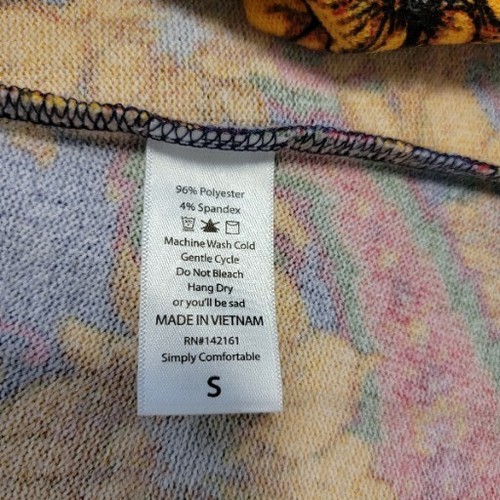 96% Polyester
4% Spandex
Machine Wash Cold
Gentle Cycle
Do Not Bleach
Hang Dry
or you'll be sad
MADE IN VIETNAM
RN#142161
Simply Comfortable
S